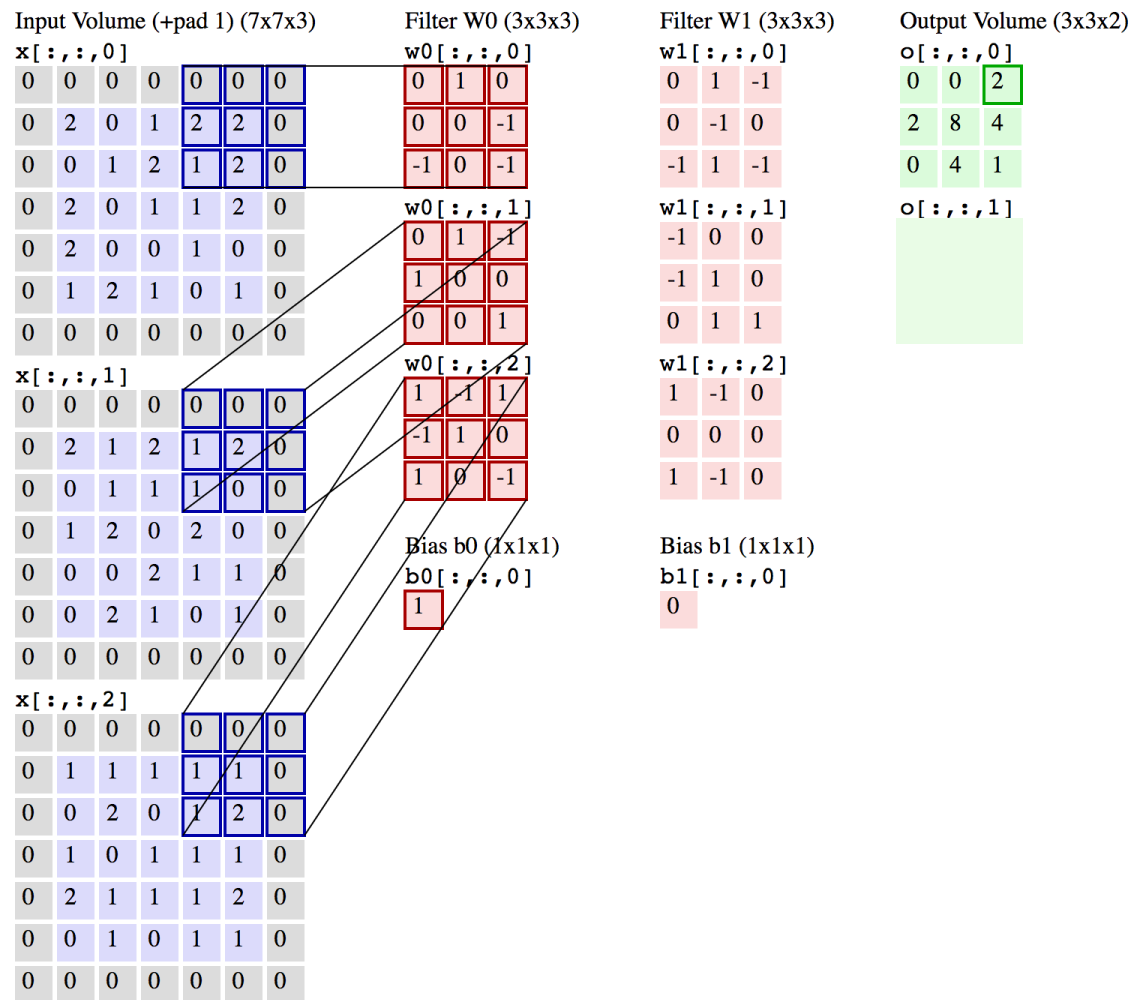 Input Volume (+pad 1) (7x7x3)
x[:,:,0]
0 0 0 0 0 0 0
0 2 0 1 2 2 0
0 0 1 2 1 2 0
0 2 0 1 1 2 0
0 2 0 0 1 0 0
0 1 2 1 0 1 0
0 0 0 0 0 0 0
x[:,:,1]
0 0 0 0 0 0 0
0 2 1 2 1 2 0
0 0 1 1 1 0 0
0 1 2 0 2 0 0
0 0 0 2 1 1 0
0 0 2 1 0 1 0
0 0 0 0 0 0 0
x[:,:,2]
0 0 0 0 0 0 0
0 1 1 1 1 1 0
0 0 2 0 1 2 0
0 1 0 1 1 1 0
0 2 1 1 1 2 0
0 0 1 0 1 1 0
0 0 0 0 0 0 0
Filter W0 (3x3x3)
w0[:,:,0]
0 1 0
0 0 -1
-1 0 -1
w0[:,:,1]
0 1 -1
1 0 0
0 0 1
w0[:,:,2]
1 -1 1
-1 1 0
1 0 -1
Bias b0 (1x1x1)
b0[:,:,0]
1
Filter W1 (3x3x3)
w1[:,:,0]
0 1 -1
0 -1 0
-1 1 -1
w1[:,:,1]
-1 0 0
-1 1 0
0 1 1
w1[:,:,2]
1 -1 0
0 0 0
1 -1 0
Bias b1 (1x1x1)
b1[:,:,0]
0
Output Volume (3x3x2)
o[:,:,0]
0 0 2
2 8 4
0 4 1
o[:,:,1]